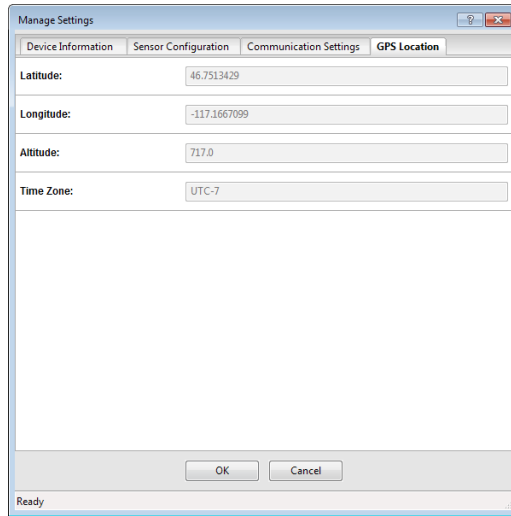 Manage Settings
Device Information Sensor Configuration Communication Settings GPS Location
Latitude: 46.7513429
Longitude: -117.1667099
Altitude: 717.0
Time Zone: UTC-7
OK Cancel
Ready